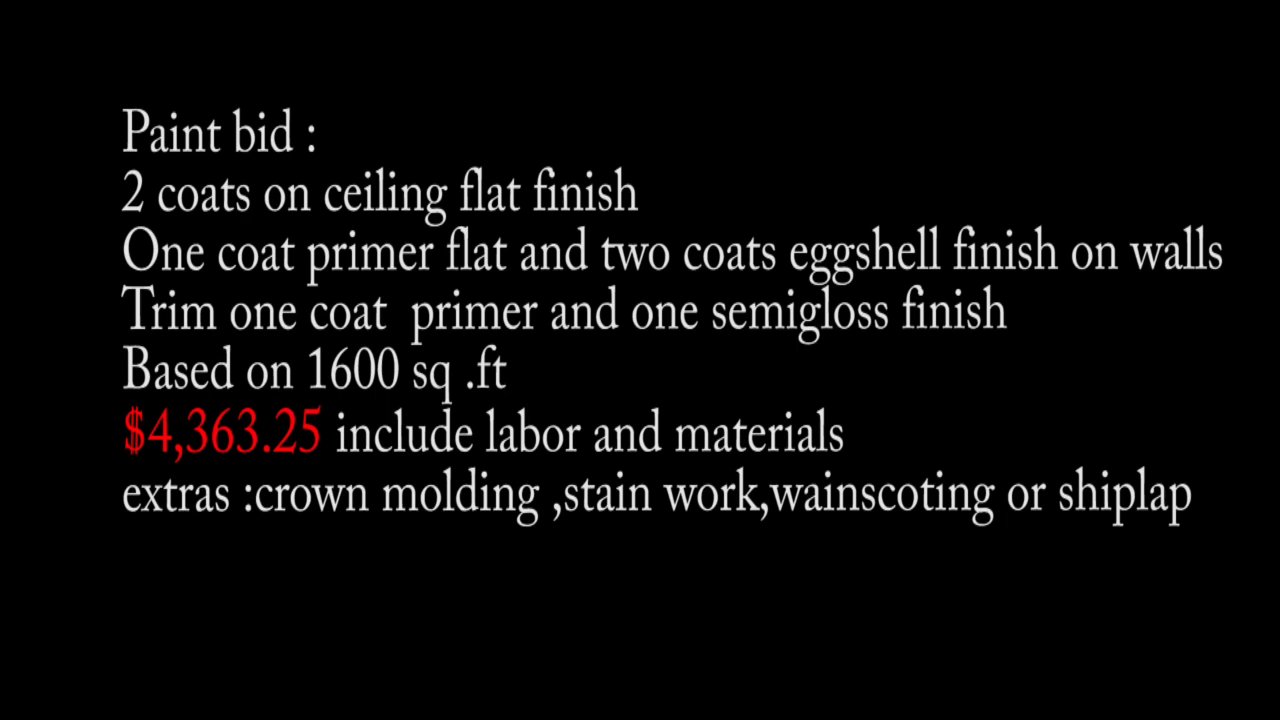 Paint bid :
2 coats on ceiling flat finish
One coat primer flat and two coats eggshell finish on walls
Trim one coat  primer and one semigloss finish
Based on 1600 sq .ft
$4,363.25 include labor and materials
extras :crown molding ,stain work,wainscoting or shiplap